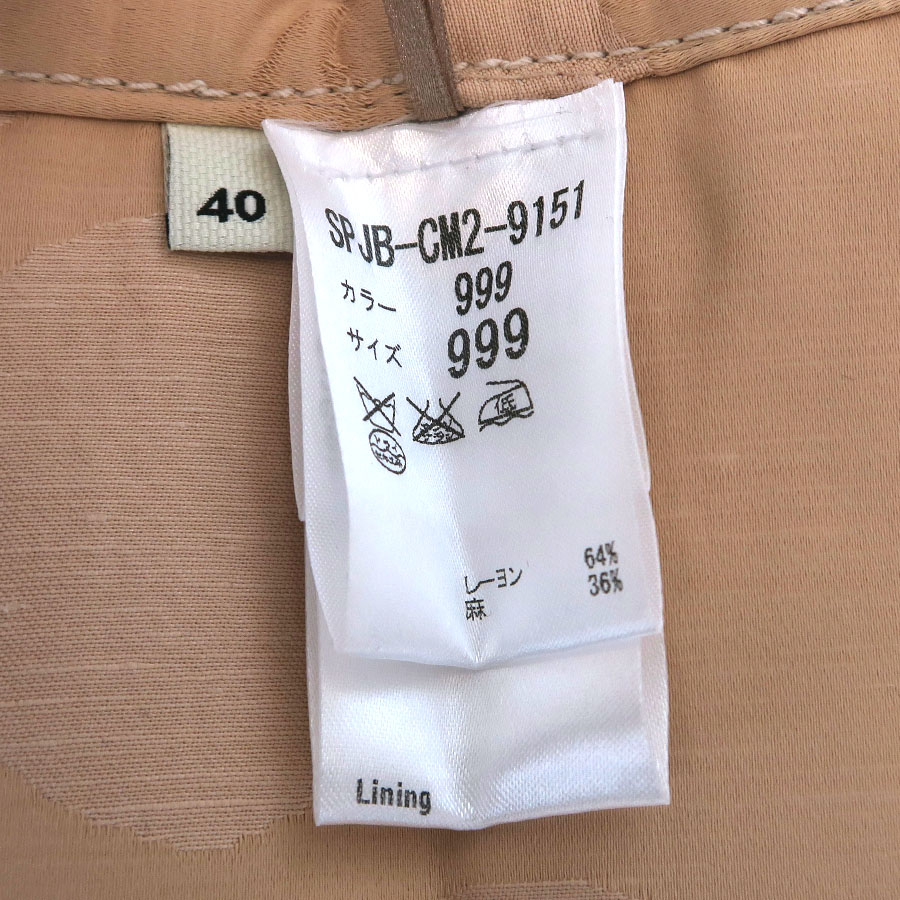 40
SPJB-CM2-9151
カラー 999
サイズ 999
低
レーヨン 64%
麻 36%
Lining